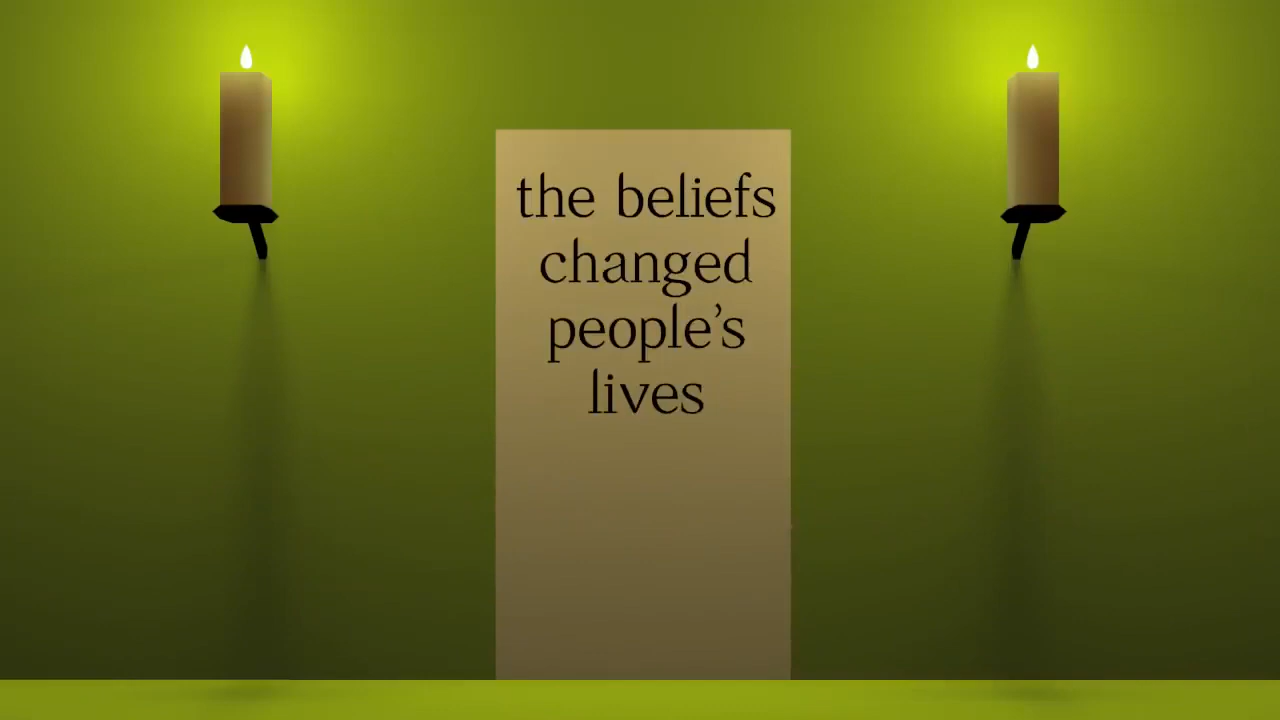 the beliefs
changed
people’s
lives